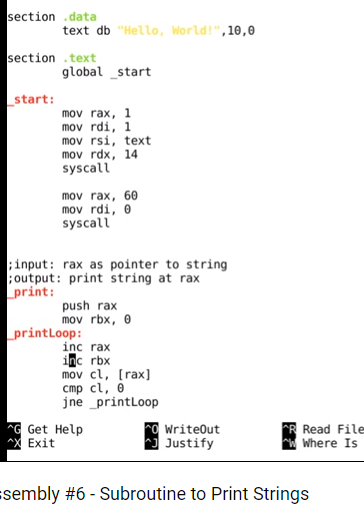 section .data
text db "Hello, World!",10,0
section .text
global _start
_start:
mov rax, 1
mov rdi, 1
mov rsi, text
mov rdx, 14
syscall
mov rax, 60
mov rdi, 0
syscall
;input: rax as pointer to string
;output: print string at rax
_print:
push rax
mov rbx, 0
_printLoop:
inc rax
inc rbx
mov cl, [rax]
cmp cl, 0
jne _printLoop
^G Get Help ^O WriteOut ^R Read File
^X Exit ^J Justify ^W Where Is
ssembly #6 - Subroutine to Print Strings